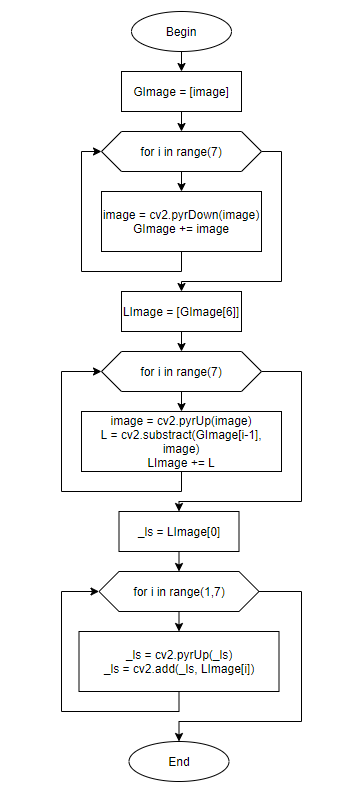 Begin
GImage = [image]
for i in range(7)
image = cv2.pyrDown(image)
GImage += image
LImage = [GImage[6]]
for i in range(7)
image = cv2.pyrUp(image)
L = cv2.substract(GImage[i-1],
image)
LImage += L
_ls = LImage[0]
for i in range(1,7)
_ls = cv2.pyrUp(_ls)
_ls = cv2.add(_ls, LImage[i])
End